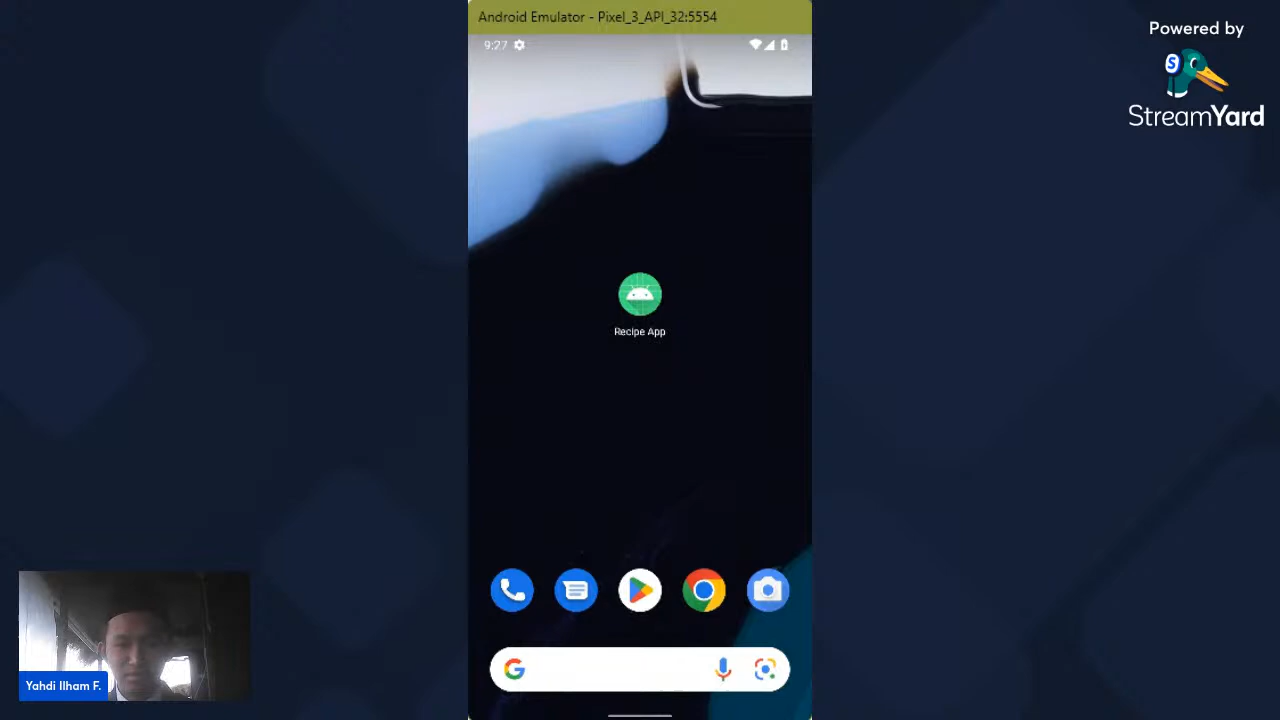 Android Emulator - Pixel_3_API_32:5554
9:27
Recipe App
Powered by
StreamYard
Yahdi Ilham F.